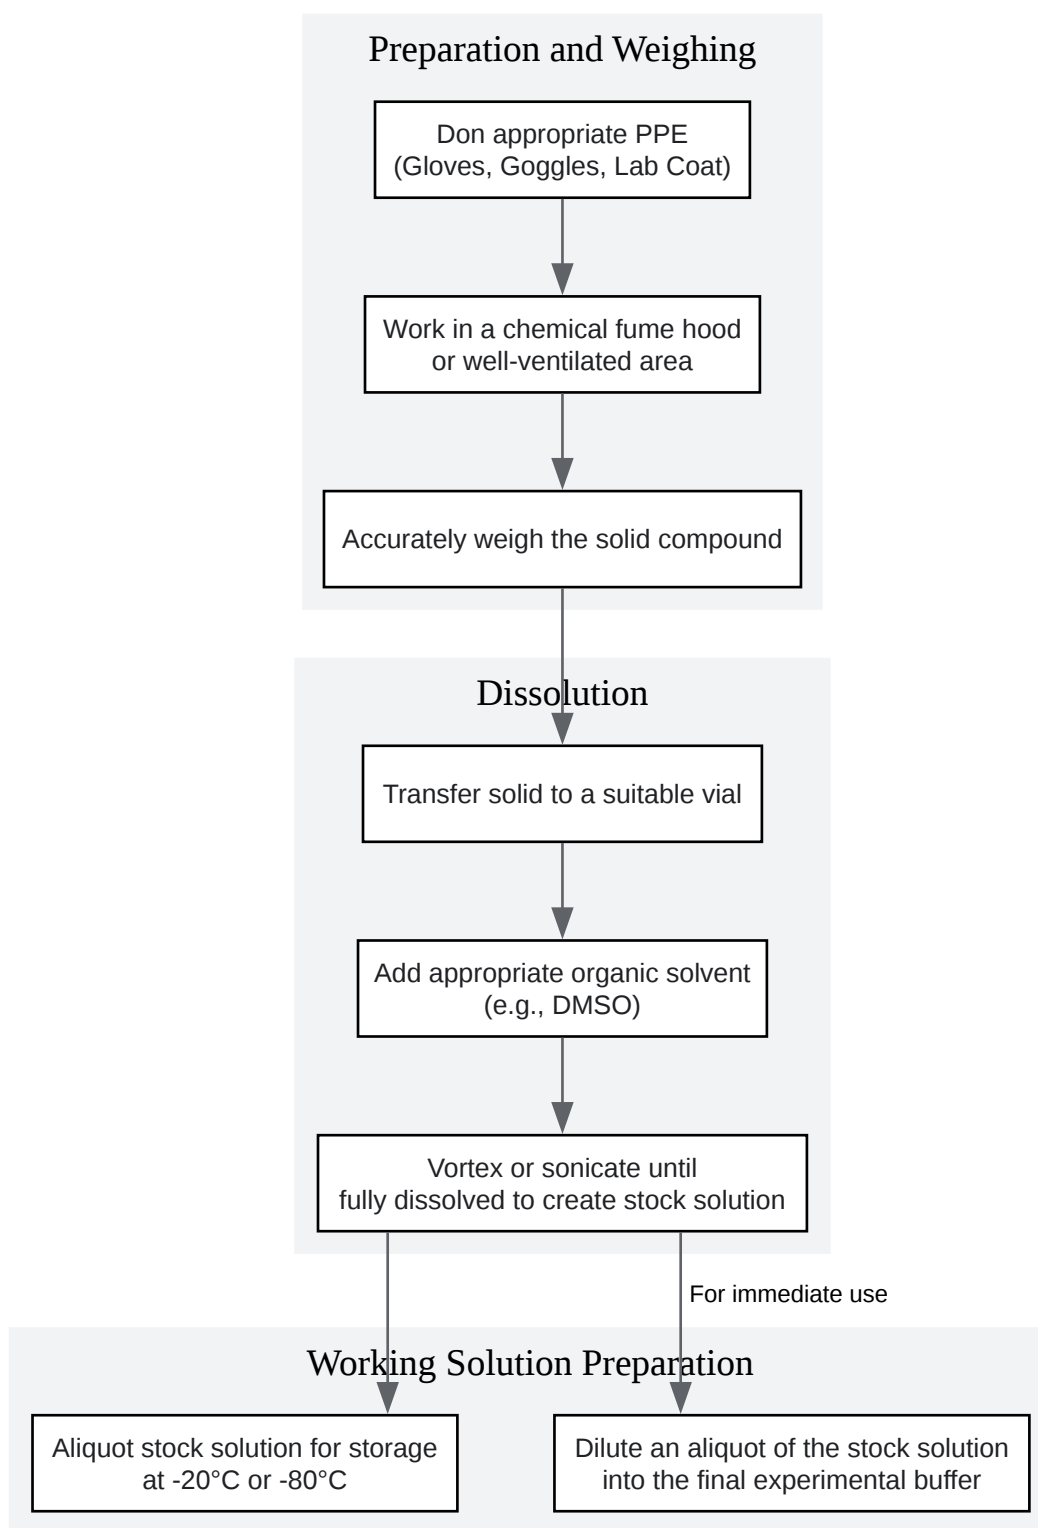 Preparation and Weighing
Don appropriate PPE
(Gloves, Goggles, Lab Coat)
Work in a chemical fume hood
or well-ventilated area
Accurately weigh the solid compound
Dissolution
Transfer solid to a suitable vial
Add appropriate organic solvent
(e.g., DMSO)
Vortex or sonicate until
fully dissolved to create stock solution
For immediate use
Working Solution Preparation
Aliquot stock solution for storage
at -20°C or -80°C
Dilute an aliquot of the stock solution
into the final experimental buffer